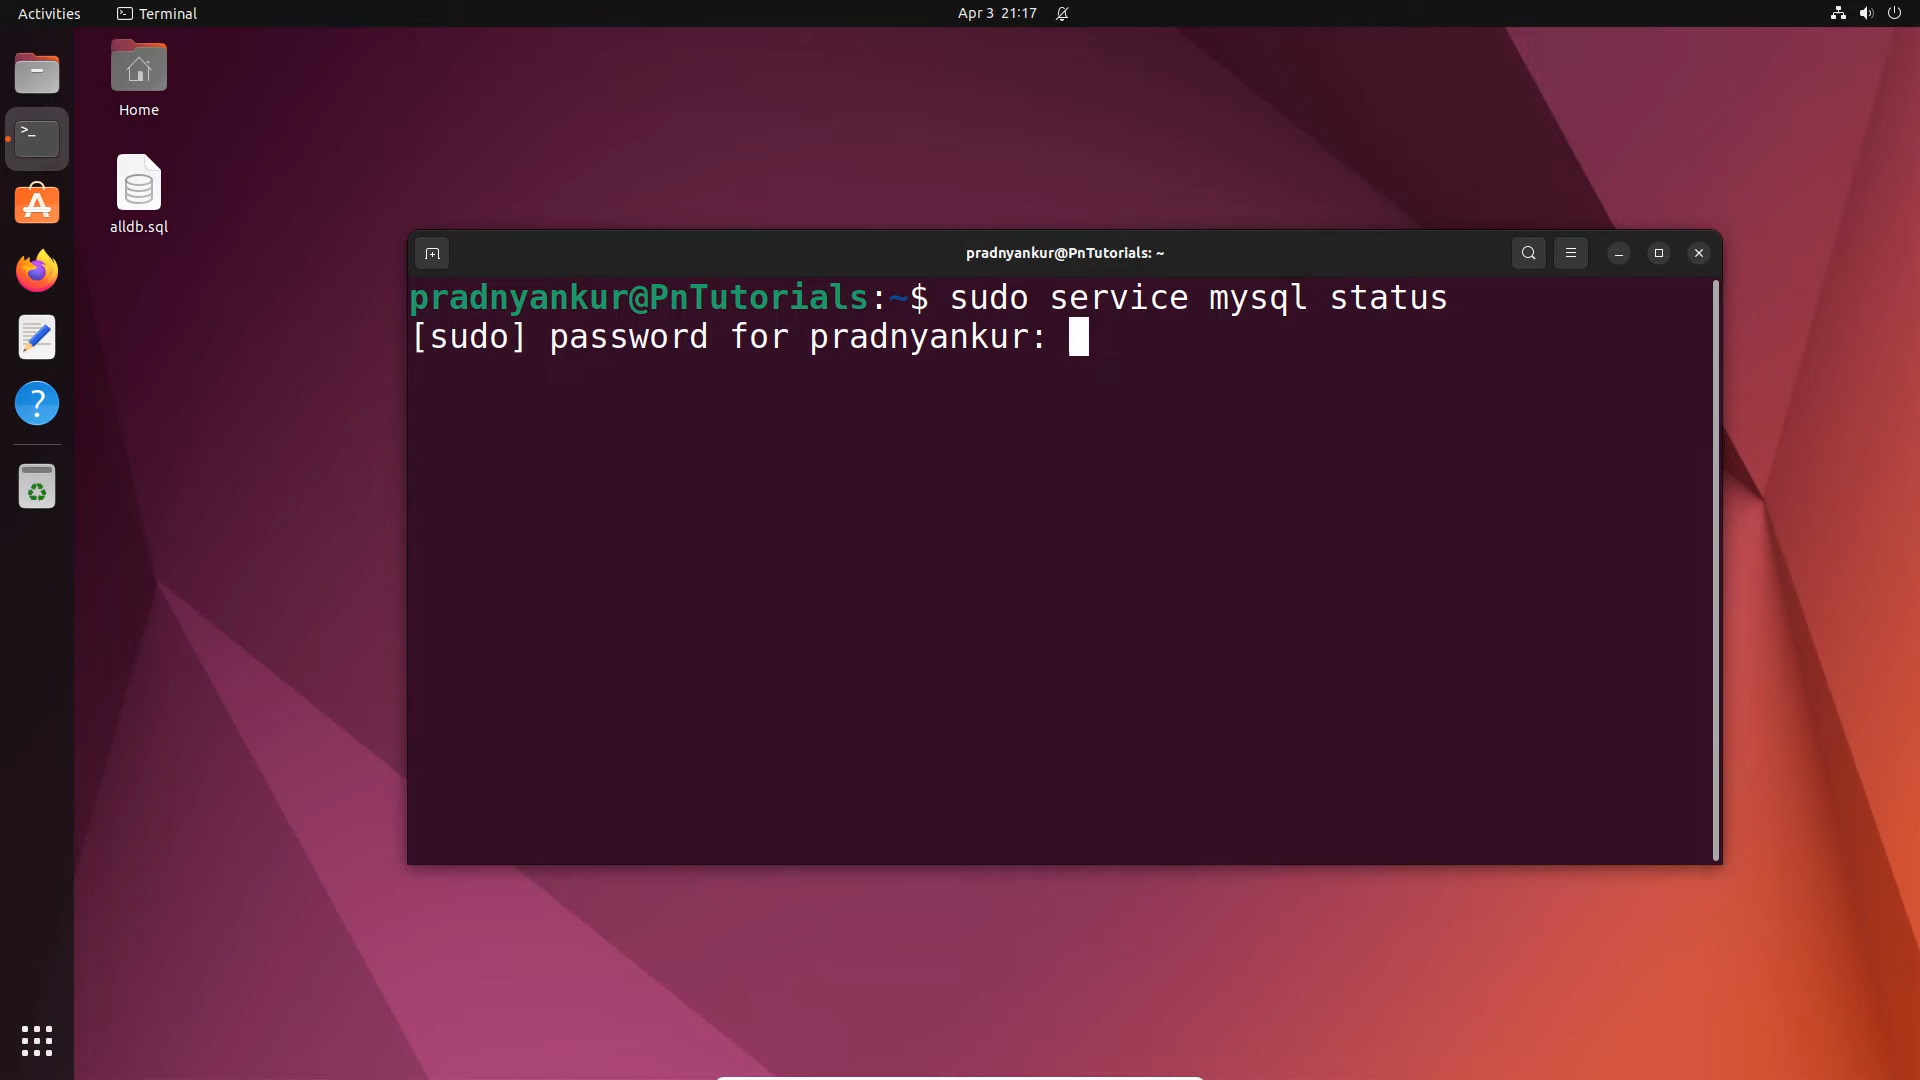 Activities
Terminal
Apr 3 21:17
Home
alldb.sql
pradnyankur@PnTutorials: ~
pradnyankur@PnTutorials:~$ sudo service mysql status
[sudo] password for pradnyankur: